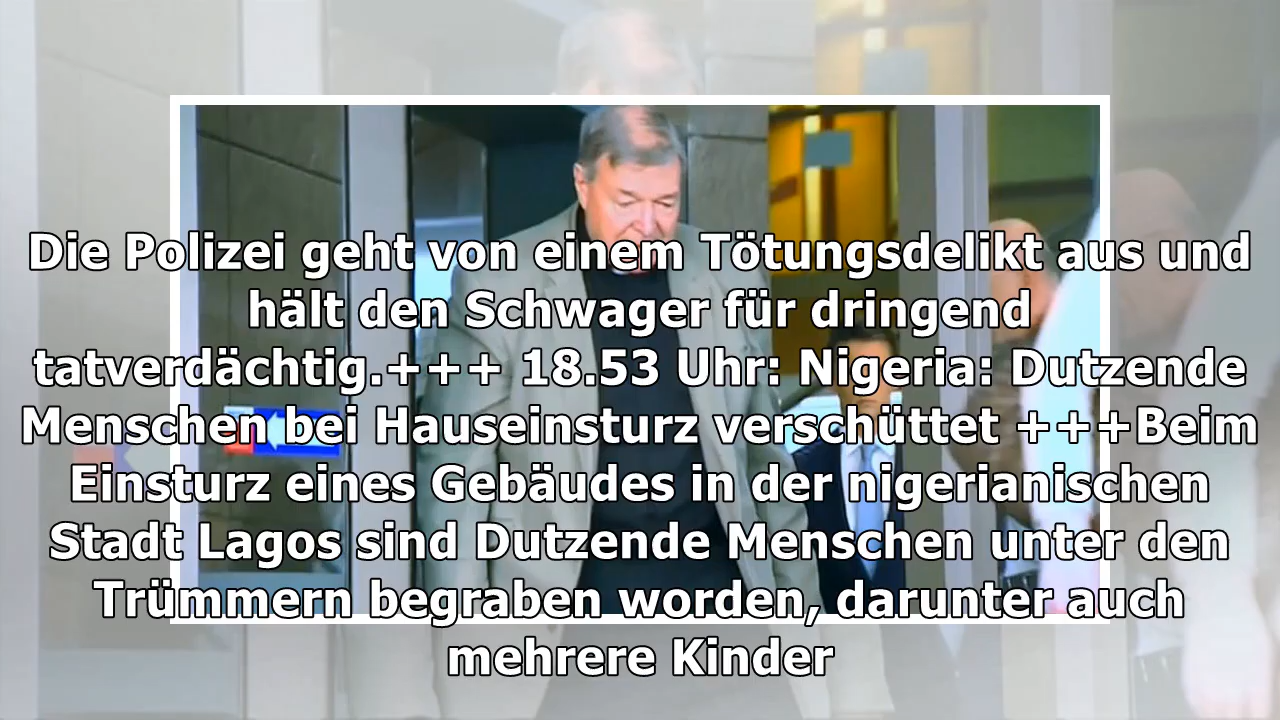 Die Polizei geht von einem Tötungsdelikt aus und
hält den Schwager für dringend
tatverdächtig.+++ 18.53 Uhr: Nigeria: Dutzende
Menschen bei Hauseinsturz verschüttet +++Beim
Einsturz eines Gebäudes in der nigerianischen
Stadt Lagos sind Dutzende Menschen unter den
Trümmern begraben worden, darunter auch
mehrere Kinder